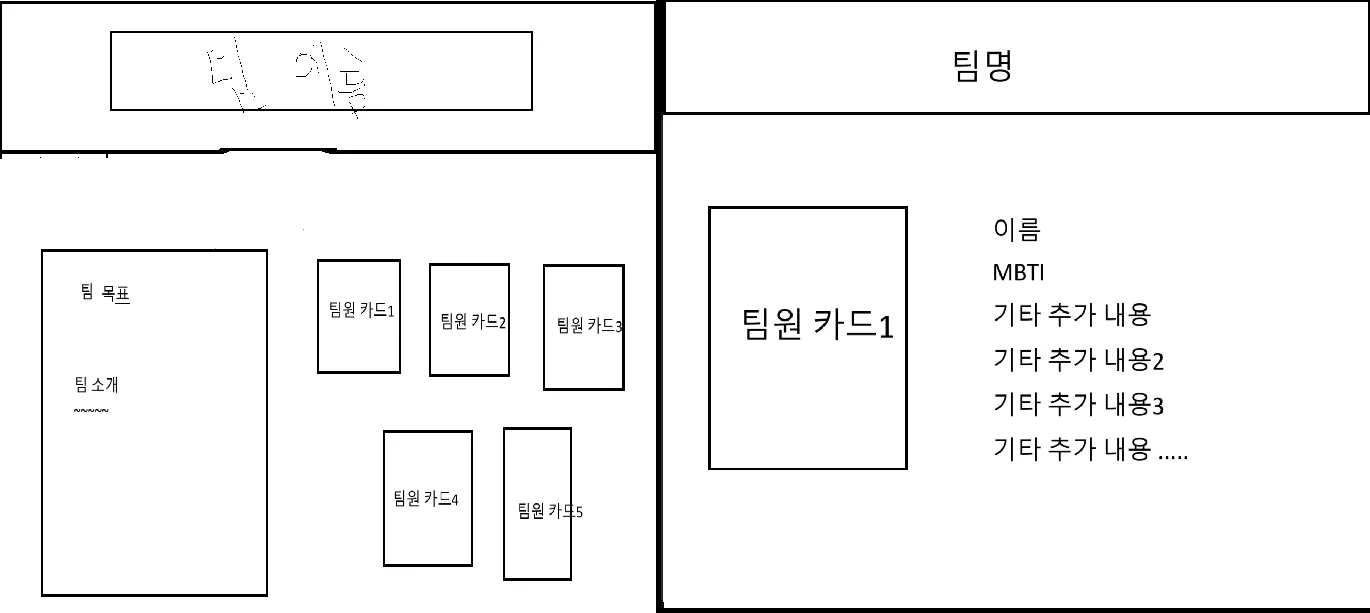 팀 이름
팀 목표
팀 소개
~~~~~
팀원 카드1
팀원 카드2
팀원 카드3
팀원 카드4
팀원 카드5
팀명
팀원 카드1
이름
MBTI
기타 추가 내용
기타 추가 내용2
기타 추가 내용3
기타 추가 내용 .....